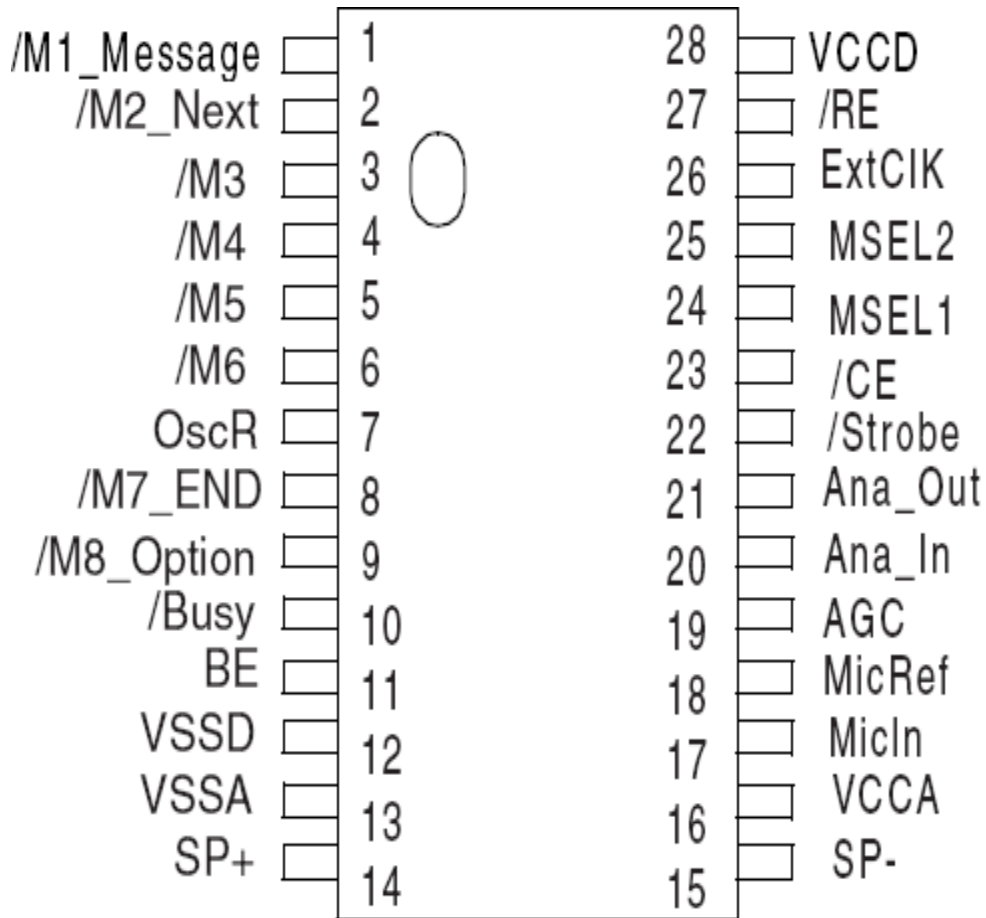 /M1_Message 1 28 VCCD
/M2_Next 2 27 /RE
/M3 3 26 ExtClK
/M4 4 25 MSEL2
/M5 5 24 MSEL1
/M6 6 23 /CE
OscR 7 22 /Strobe
/M7_END 8 21 Ana_Out
/M8_Option 9 20 Ana_In
/Busy 10 19 AGC
BE 11 18 MicRef
VSSD 12 17 MicIn
VSSA 13 16 VCCA
SP+ 14 15 SP-